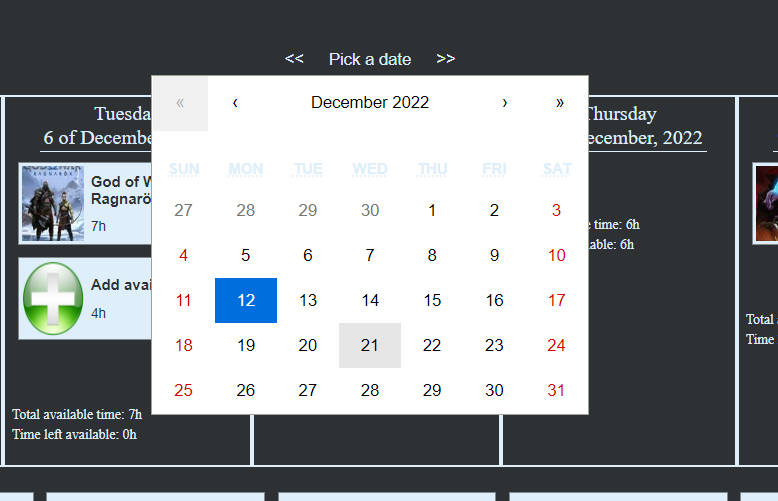 << Pick a date >>
« ‹ December 2022 › »
SUN MON TUE WED THU FRI SAT
27 28 29 30 1 2 3
4 5 6 7 8 9 10
11 12 13 14 15 16 17
18 19 20 21 22 23 24
25 26 27 28 29 30 31
Tuesda
6 of Decembe
God of W
Ragnarö
7h
Add avai
4h
Total available time: 7h
Time left available: 0h
Thursday
ecember, 2022
e time: 6h
able: 6h
Total
Time